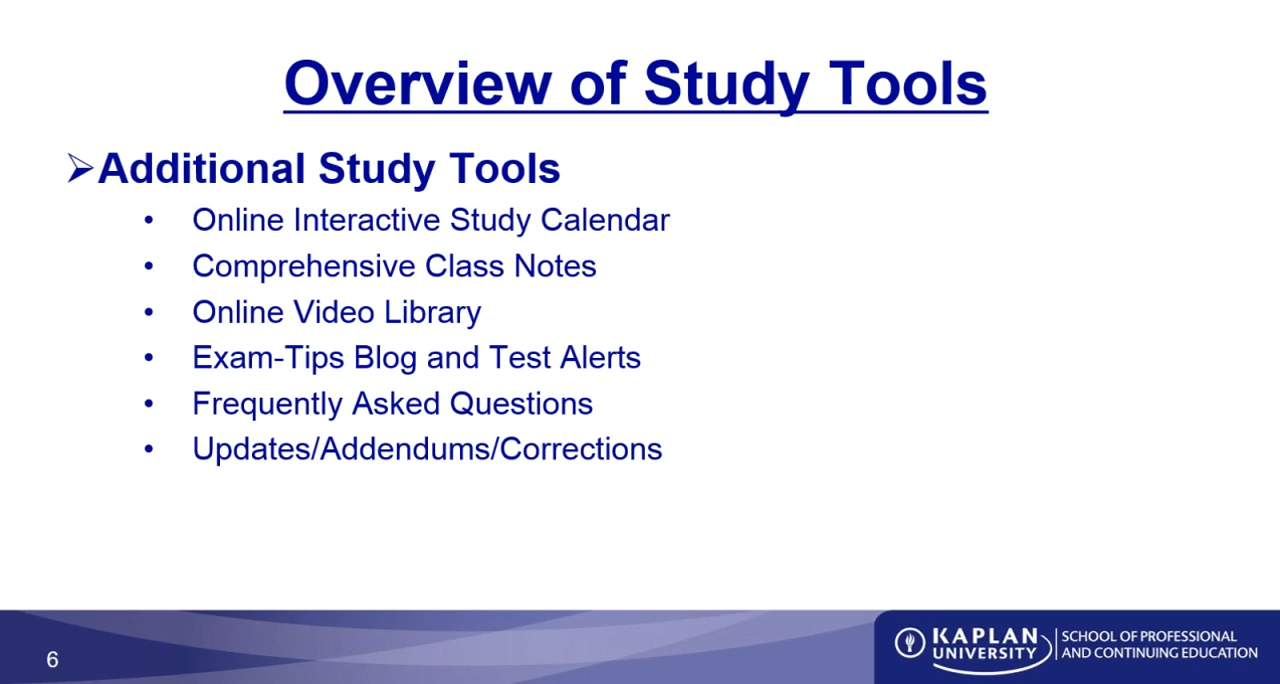 Overview of Study Tools
➢Additional Study Tools
• Online Interactive Study Calendar
• Comprehensive Class Notes
• Online Video Library
• Exam-Tips Blog and Test Alerts
• Frequently Asked Questions
• Updates/Addendums/Corrections
6
KAPLAN
UNIVERSITY
SCHOOL OF PROFESSIONAL
AND CONTINUING EDUCATION